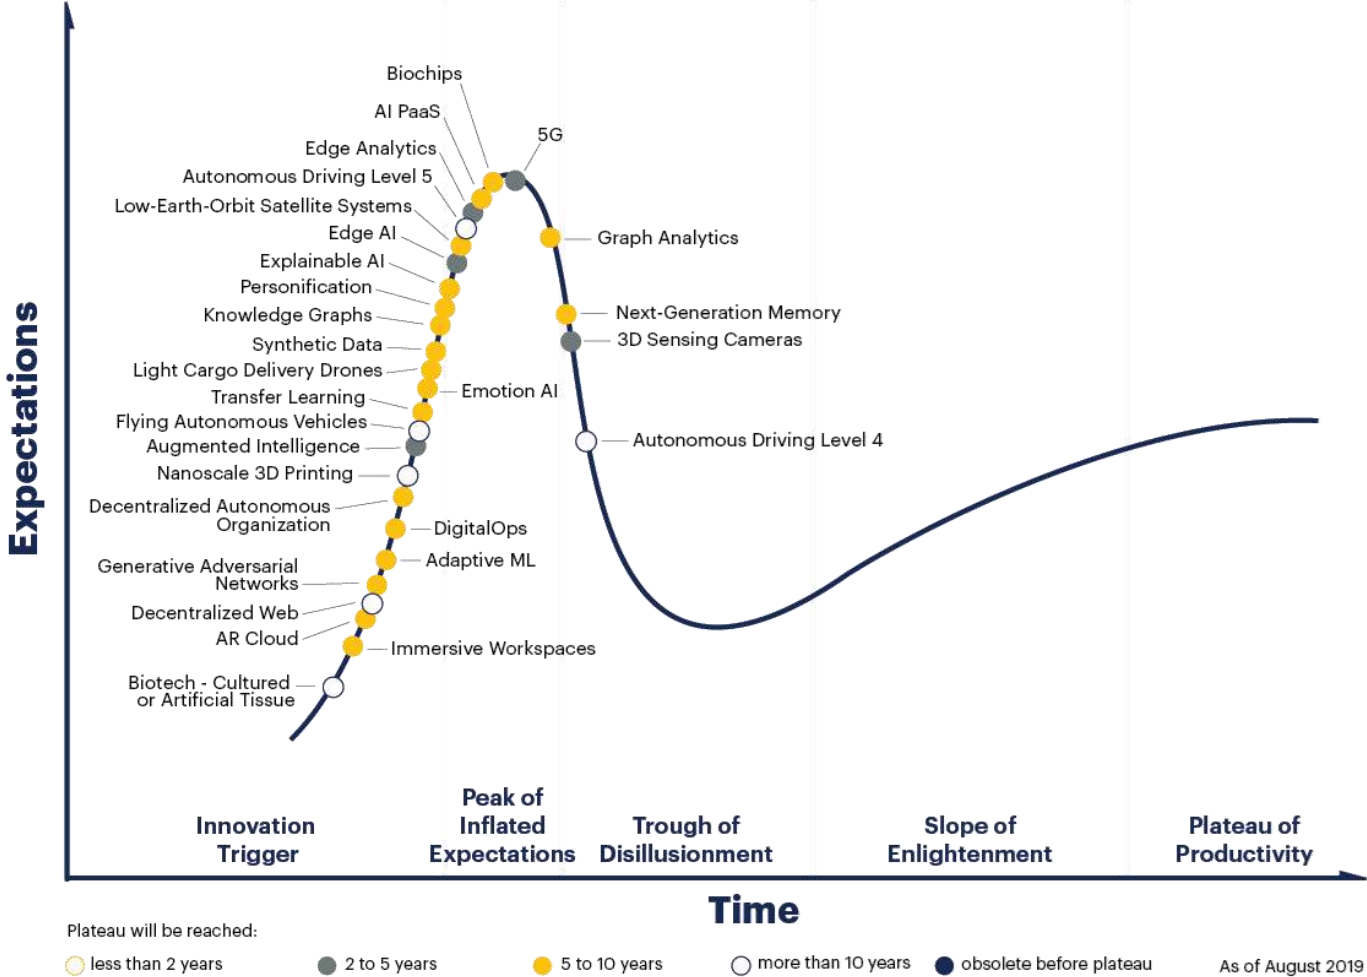 Expectations
Biochips
AI PaaS
5G
Edge Analytics
Autonomous Driving Level 5
Low-Earth-Orbit Satellite Systems
Edge AI
Graph Analytics
Explainable AI
Personification
Knowledge Graphs
Next-Generation Memory
Synthetic Data
3D Sensing Cameras
Light Cargo Delivery Drones
Emotion AI
Transfer Learning
Flying Autonomous Vehicles
Augmented Intelligence
Autonomous Driving Level 4
Nanoscale 3D Printing
Decentralized Autonomous
Organization
DigitalOps
Adaptive ML
Generative Adversarial
Networks
Decentralized Web
AR Cloud
Immersive Workspaces
Biotech - Cultured
or Artificial Tissue
Innovation
Trigger
Peak of
Inflated
Expectations
Trough of
Disillusionment
Slope of
Enlightenment
Plateau of
Productivity
Time
Plateau will be reached:
less than 2 years
2 to 5 years
5 to 10 years
more than 10 years
obsolete before plateau
As of August 2019